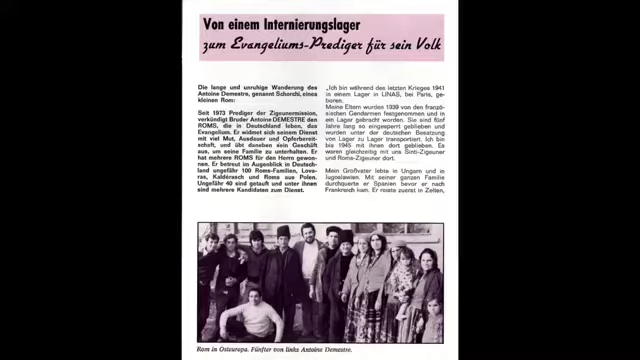 Von einem Internierungslager
zum Evangeliums-Prediger für sein Volk
Die lange und unruhige Wanderung des
Antoine Demestre, genannt Schorchi, eines
kleinen Rom:
Seit 1973 Prediger der Zigeunermission,
verkündigt Bruder Antoine DEMESTRE den
ROMS, die in Deutschland leben, das
Evangelium. Er widmet sich seinem Dienst
mit viel Mut, Ausdauer und Opferbereit-
schaft, und übt daneben sein Geschäft
aus, um seine Familie zu unterhalten. Er
hat mehrere ROMS für den Herrn gewon-
nen. Er betreut im Augenblick in Deutsch-
land ungefähr 100 Roms-Familien, Lova-
ras, Kalderasch und Roms aus Polen.
Ungefähr 40 sind getauft und unter ihnen
sind mehrere Kandidaten zum Dienst.
„Ich bin während des letzten Krieges 1941
in einem Lager in LINAS, bei Paris, ge-
boren.
Meine Eltern wurden 1939 von den franzö-
sischen Gendarmen festgenommen und in
ein Lager gebracht worden. Sie sind fünf
Jahre lang so eingesperrt geblieben und
wurden unter der deutschen Besatzung
von Lager zu Lager transportiert. Ich bin
bis 1945 mit ihnen dort geblieben. Es
waren gleichzeitig mit uns Sinti-Zigeuner
und Roms-Zigeuner dort.
Mein Großvater lebte in Ungarn und in
Jugoslawien. Mit seiner ganzen Familie
durchquerte er Spanien bevor er nach
Frankreich kam. Er reiste zuerst in Zelten,
Rom in Osteuropa. Fünfter von links Antoine Demestre.